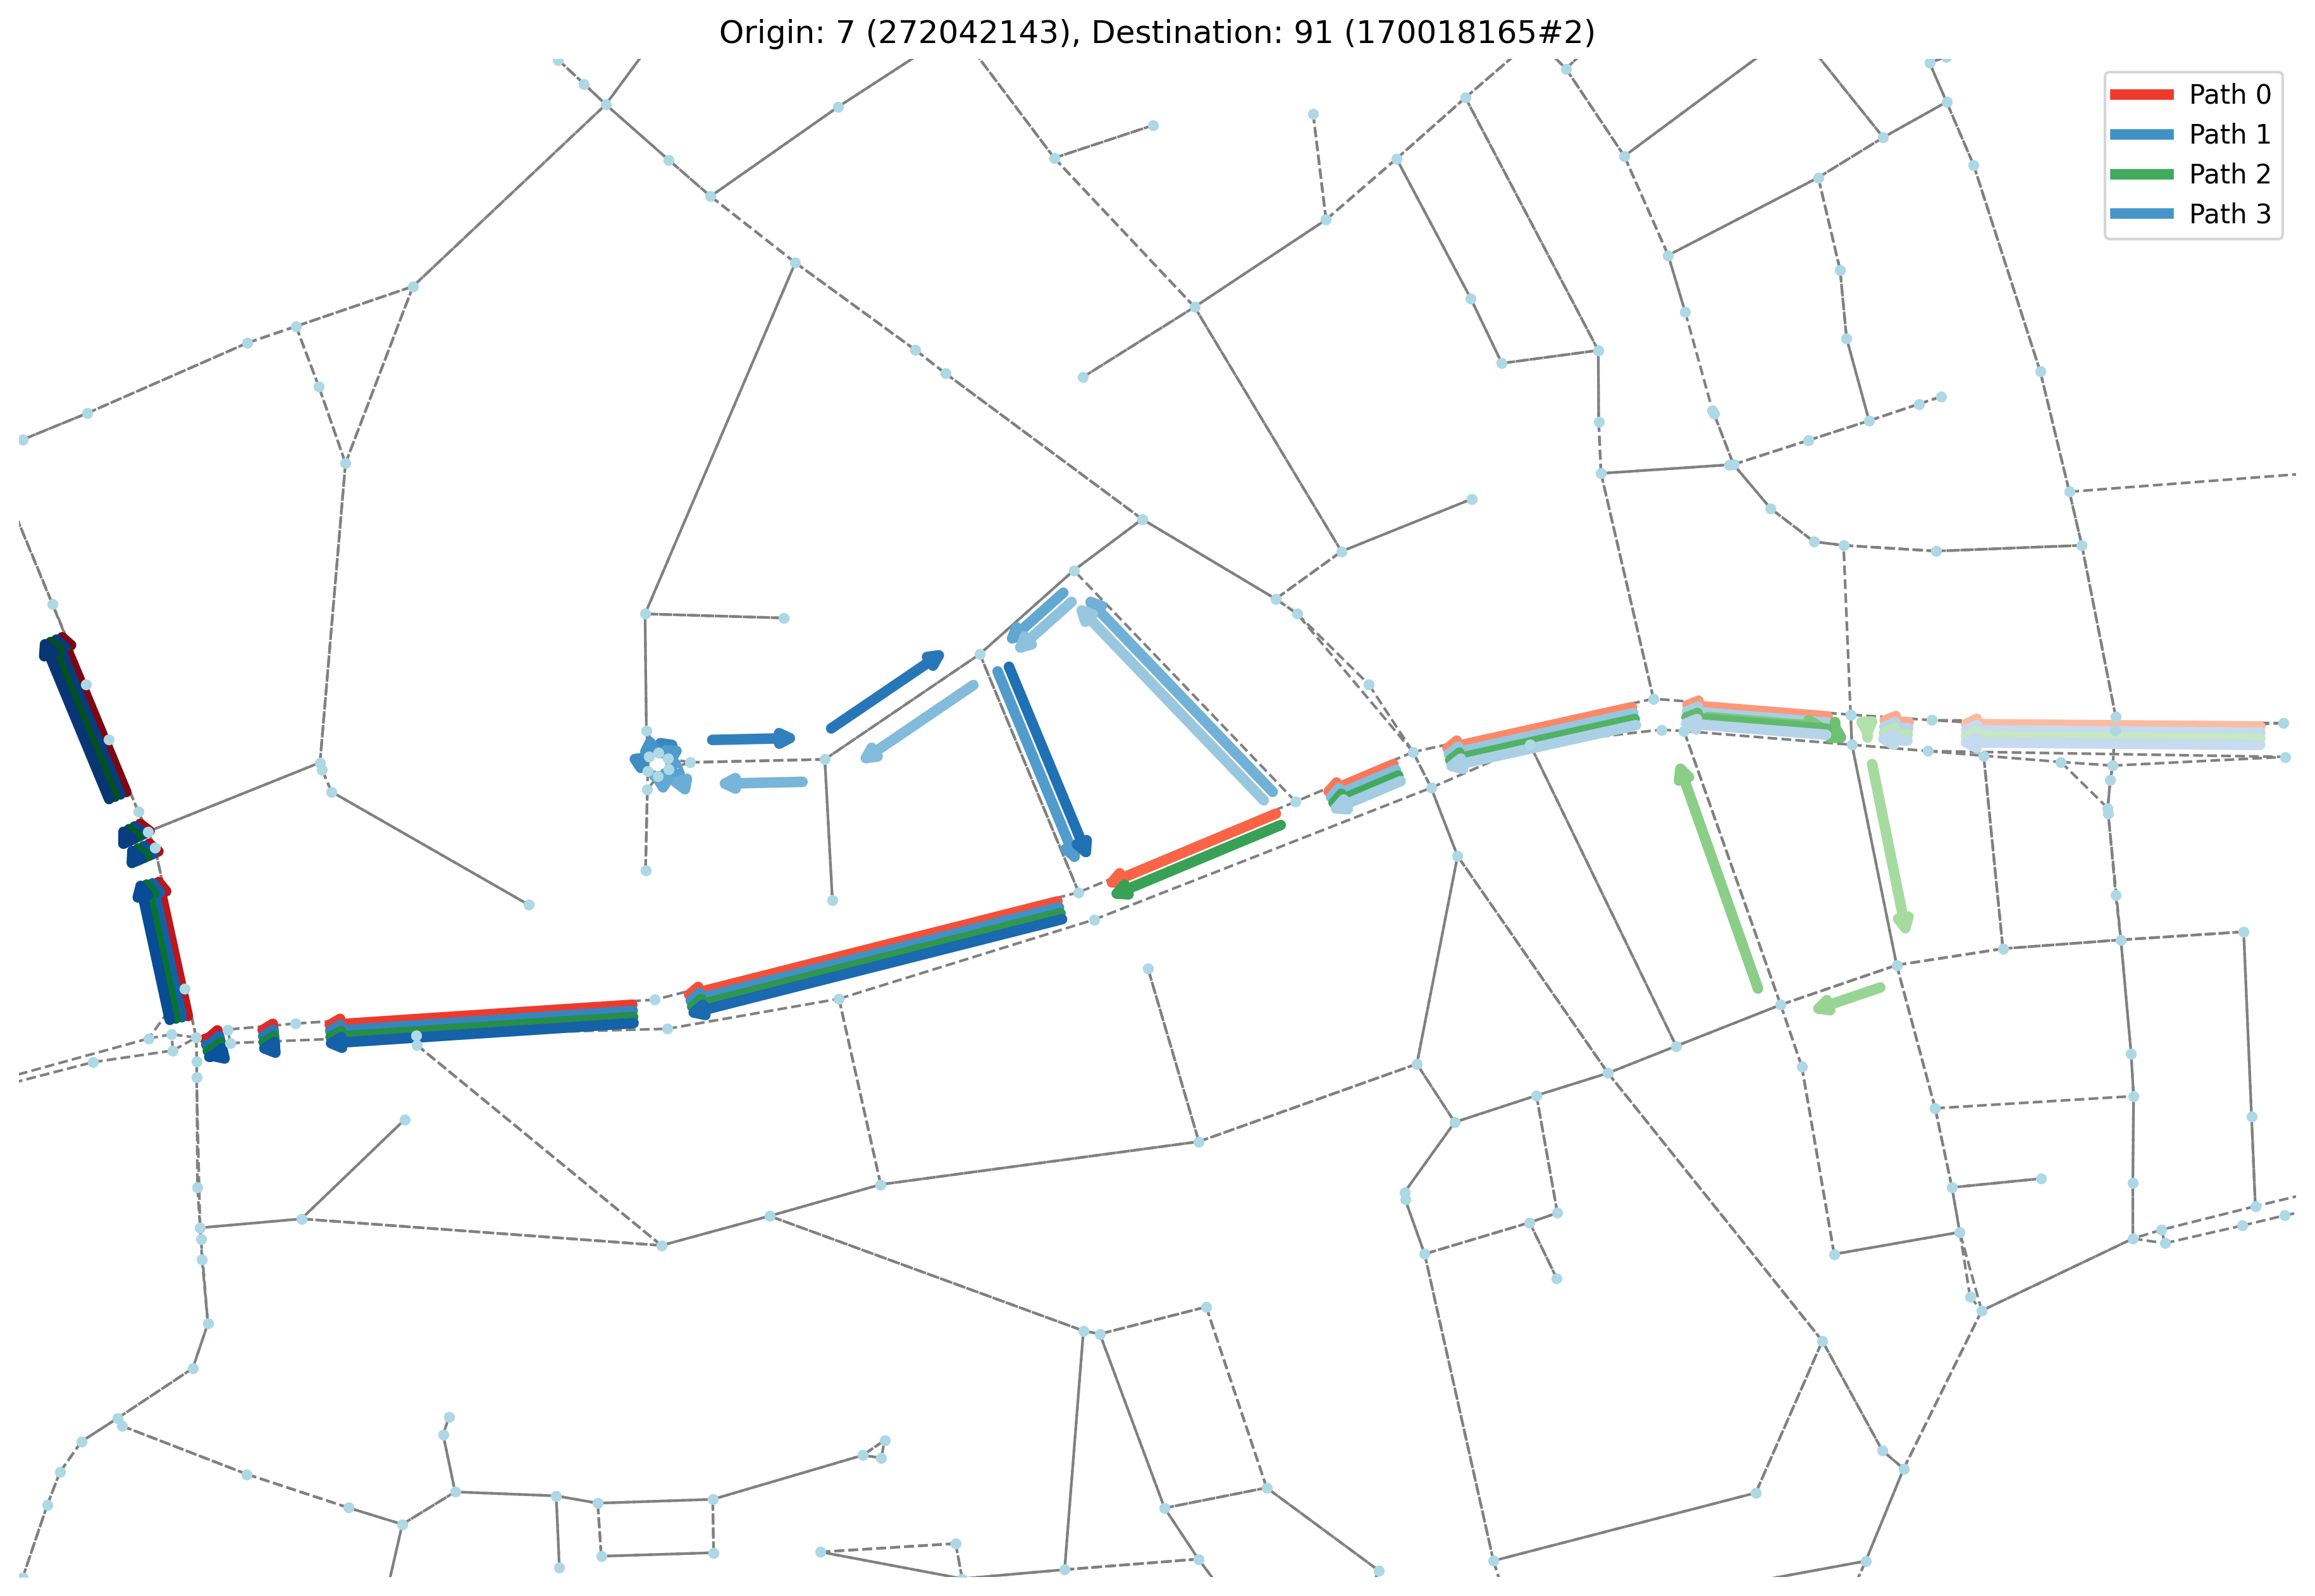 Origin: 7 (272042143), Destination: 91 (170018165#2)
Path 0
Path 1
Path 2
Path 3